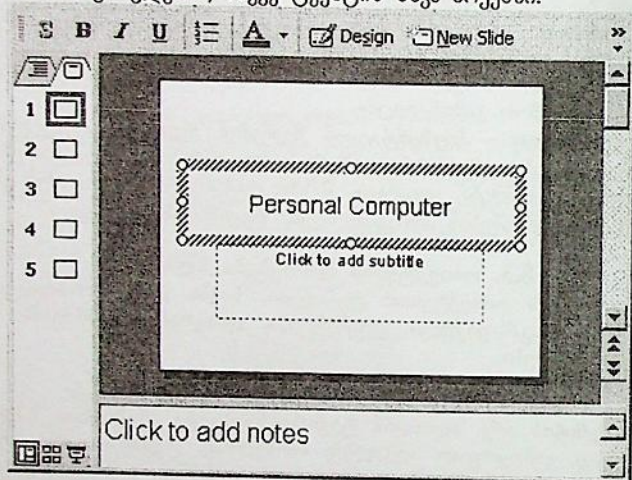 S B I U A Design New Slide
1
2
3
4
5
Personal Computer
Click to add subtitle
Click to add notes